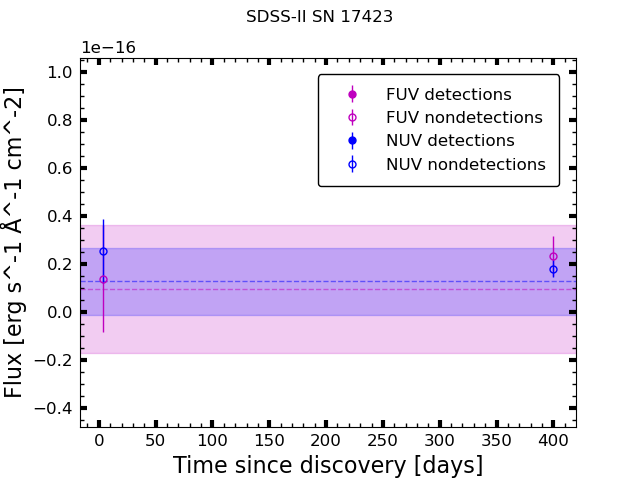 SDSS-II SN 17423
1e−16
1.0
0.8
0.6
0.4
0.2
0.0
−0.2
−0.4
Flux [erg s^-1 Å^-1 cm^-2]
FUV detections
FUV nondetections
NUV detections
NUV nondetections
0 50 100 150 200 250 300 350 400
Time since discovery [days]